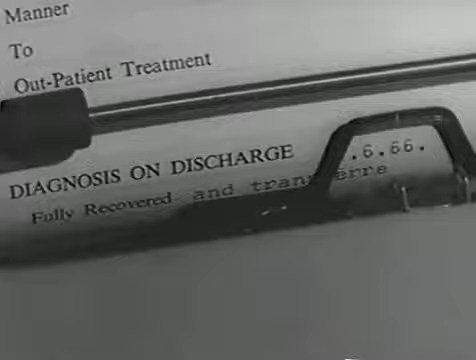 Manner
To
Out-Patient Treatment
.6.66.
DIAGNOSIS ON DISCHARGE
Fully Recovered and